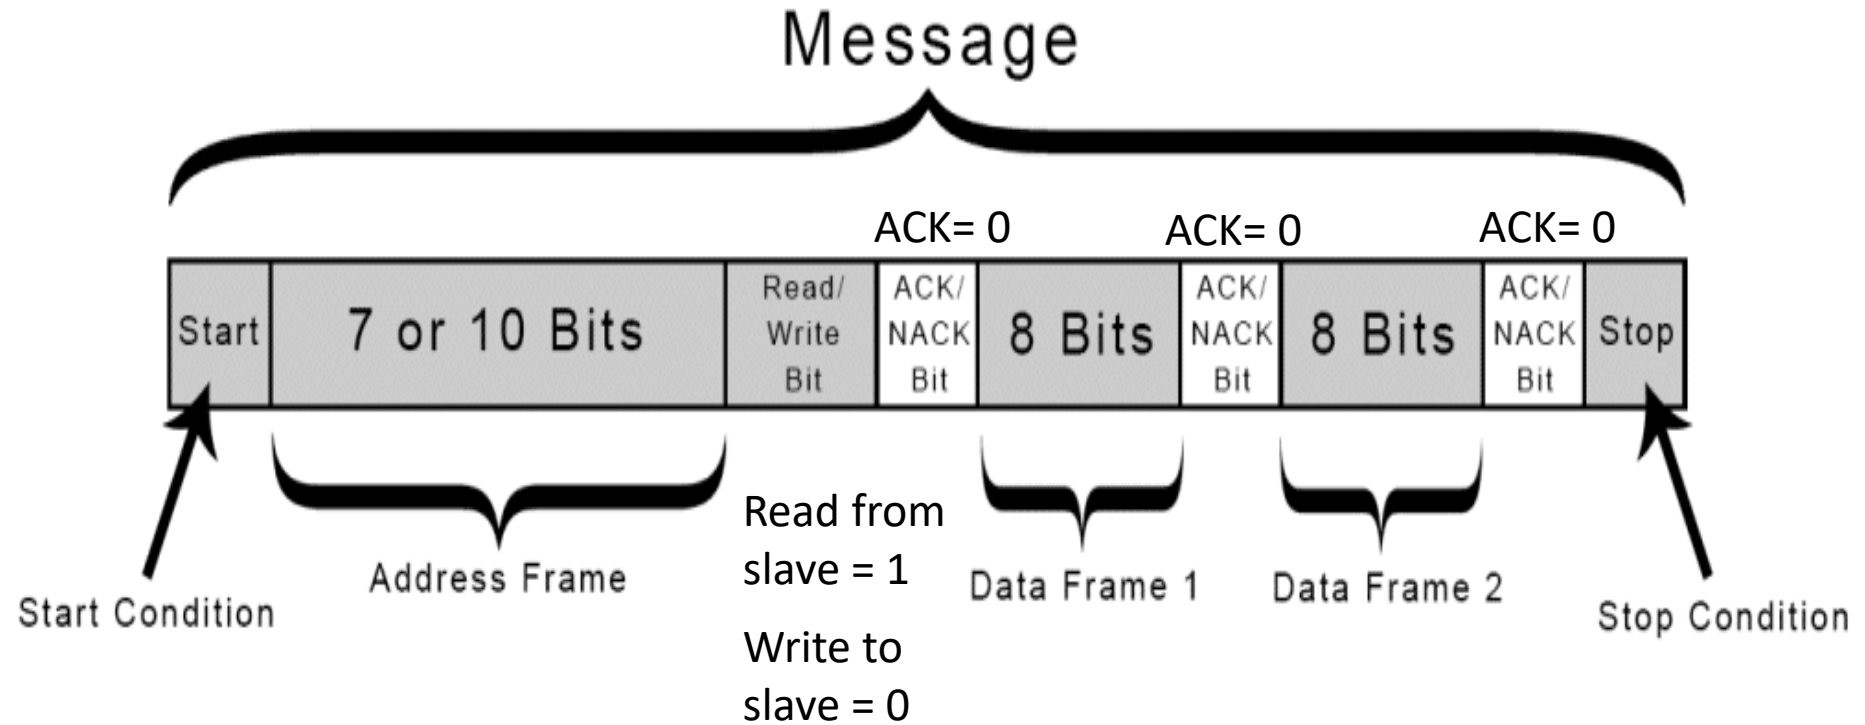 Message
ACK= 0
ACK= 0
ACK= 0
Start
7 or 10 Bits
Read/
Write
Bit
ACK/
NACK
Bit
8 Bits
ACK/
NACK
Bit
8 Bits
ACK/
NACK
Bit
Stop
Start Condition
Address Frame
Read from
slave = 1
Write to
slave = 0
Data Frame 1
Data Frame 2
Stop Condition